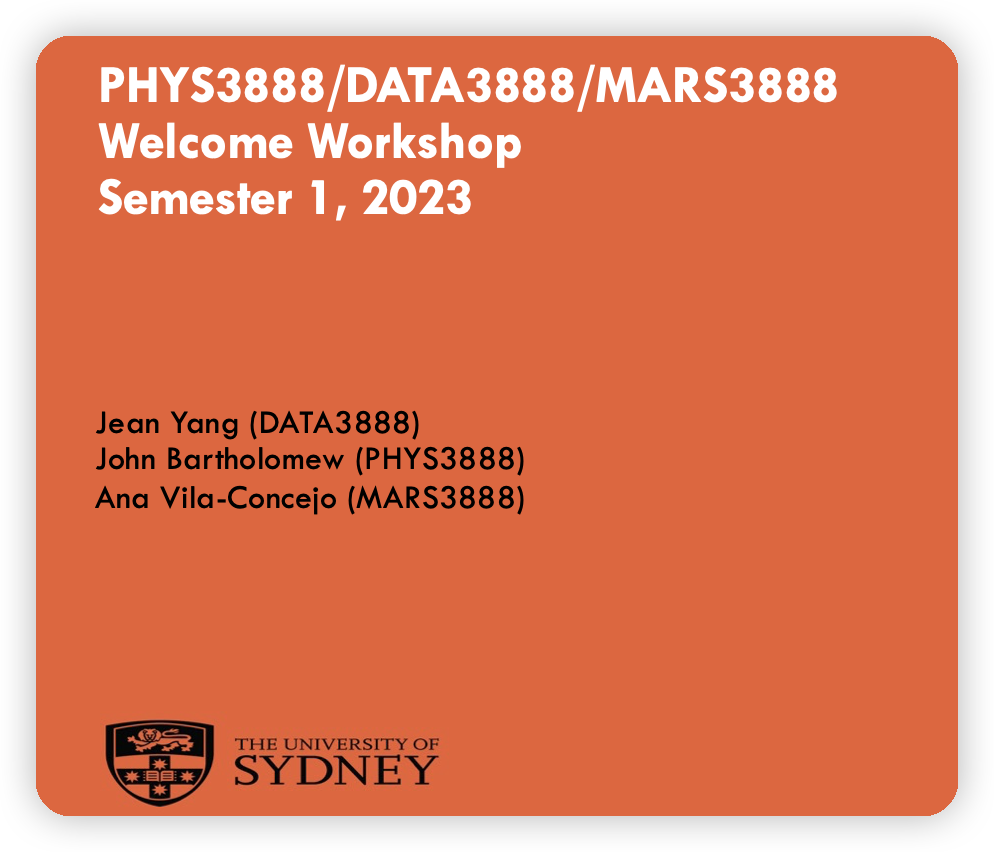 PHYS3888/DATA3888/MARS3888
Welcome Workshop
Semester 1, 2023
Jean Yang (DATA3888)
John Bartholomew (PHYS3888)
Ana Vila-Concejo (MARS3888)
THE UNIVERSITY OF
SYDNEY